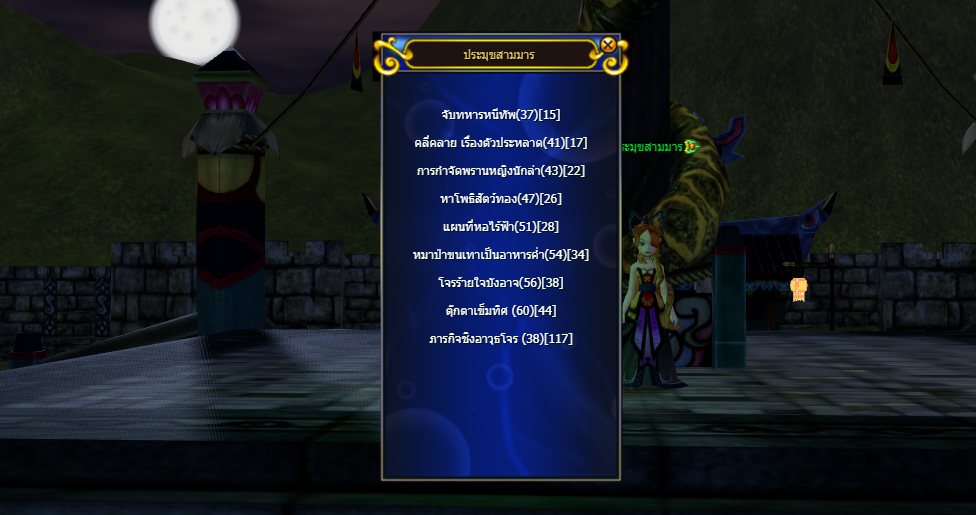 ประมุขสามมาร
จับทหารหนีทัพ(37)[15]
คลี่คลาย เรื่องตัวประหลาด(41)[17]
การกำจัดพรานหญิงนักล่า(43)[22]
หาโพธิสัตว์ทอง(47)[26]
แผนที่หอไร้ฟ้า(51)[28]
หมาป่าขนเทาเป็นอาหารค่ำ(54)[34]
โจรร้ายใจบังอาจ(56)[38]
ตุ๊กตาเข็มทิศ (60)[44]
ภารกิจชิงอาวุธโจร (38)[117]
ระมุขสามมาร